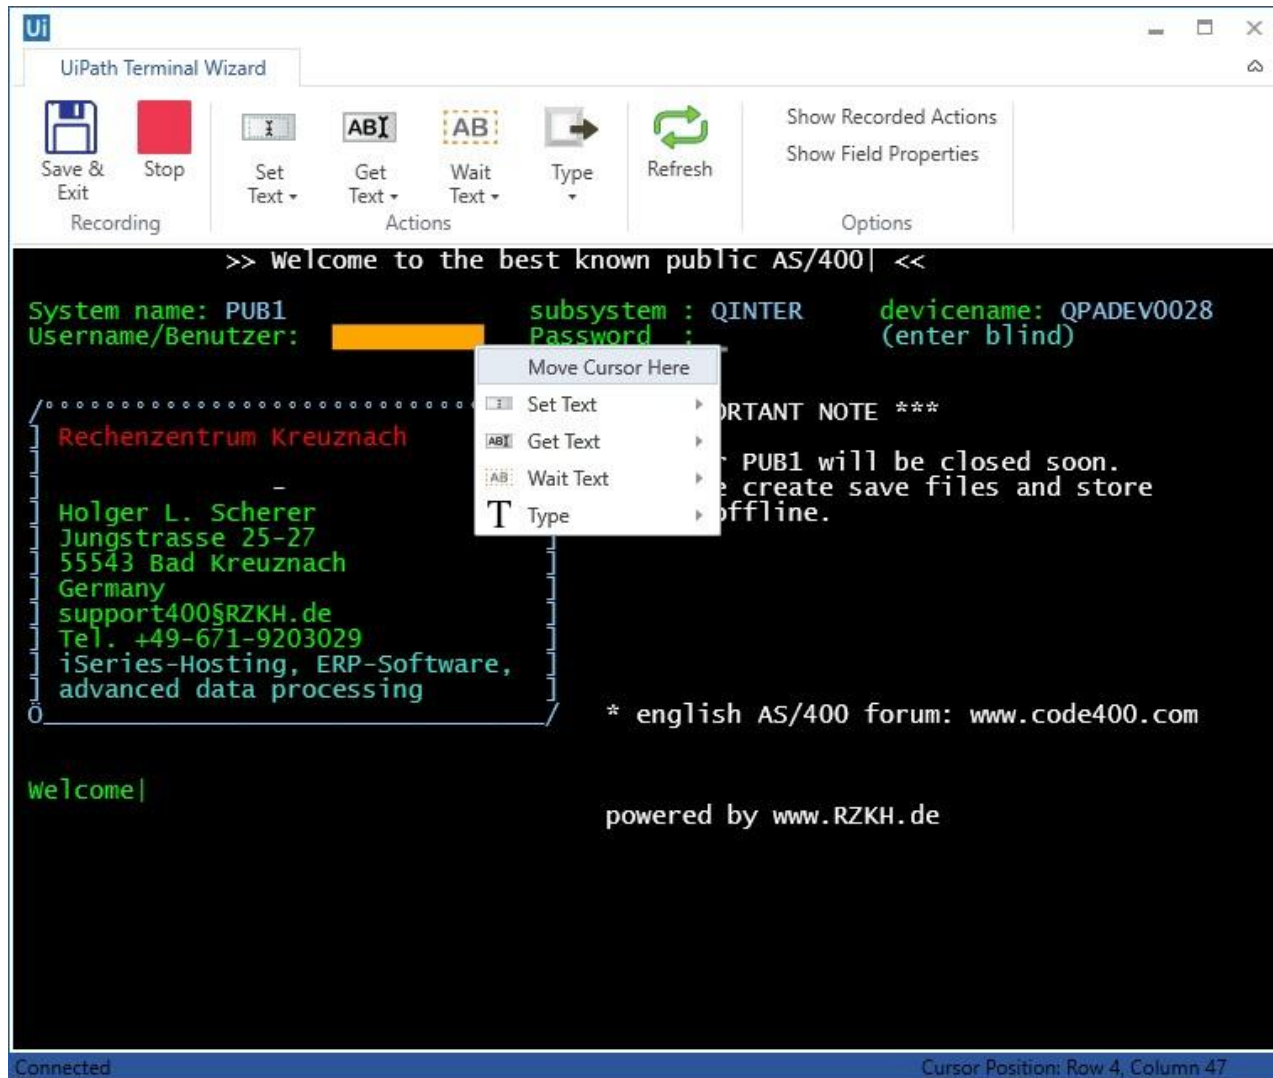 Ui
UiPath Terminal Wizard
Save & Exit
Stop
Set Text
Get Text
Wait Text
Type
Refresh
Show Recorded Actions
Show Field Properties
Recording
Actions
Options
>> Welcome to the best known public AS/400| <<
System name: PUB1 subsystem : QINTER devicename: QPADEV0028
Username/Benutzer: Password : _ (enter blind)
Move Cursor Here
Set Text
Get Text
Wait Text
Type
NOTE ***
Rechenzentrum Kreuznach
PUB1 will be closed soon.
create save files and store
Holger L. Scherer
offline.
Jungstrasse 25-27
55543 Bad Kreuznach
Germany
support400§RZKH.de
Tel. +49-671-9203029
iSeries-Hosting, ERP-Software,
advanced data processing
* english AS/400 forum: www.code400.com
Welcome|
powered by www.RZKH.de
Connected
Cursor Position: Row 4, Column 47